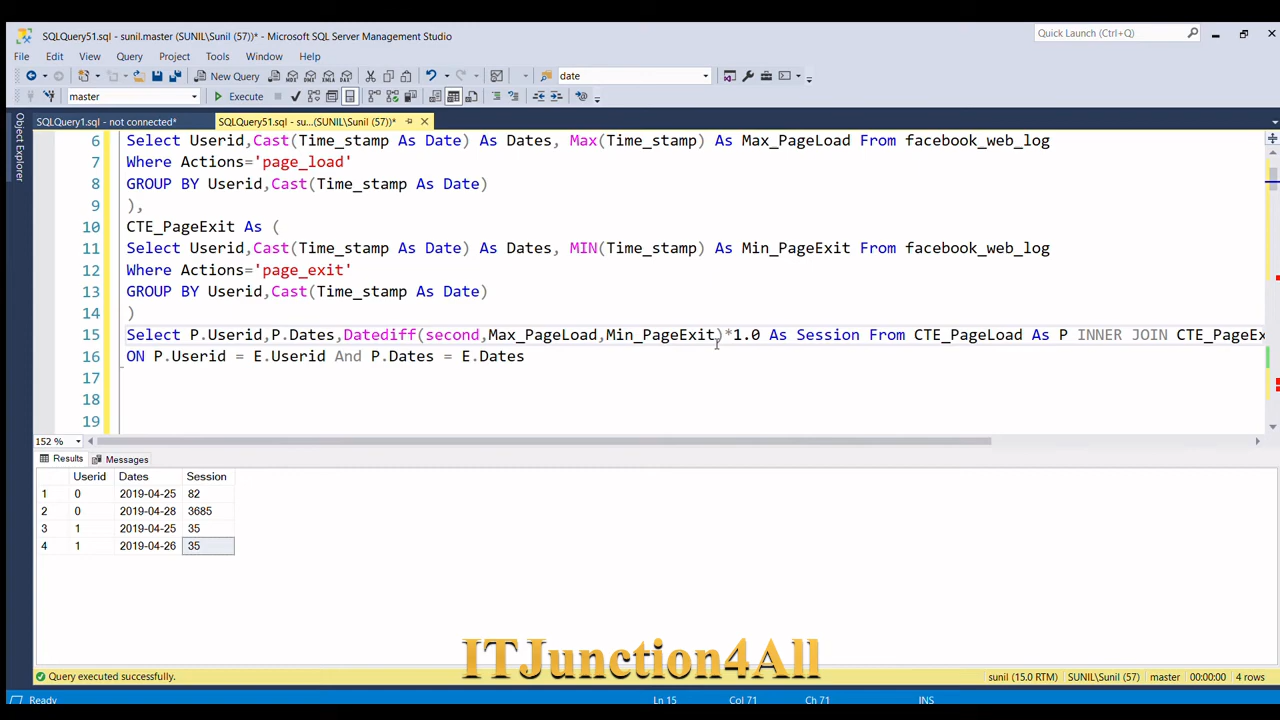 SQLQuery51.sql - sunil.master (SUNIL\Sunil (57))* - Microsoft SQL Server Management Studio
Quick Launch (Ctrl+Q)
File Edit View Query Project Tools Window Help
New Query
date
master
Execute
SQLQuery1.sql - not connected*
SQLQuery51.sql - su...(SUNIL\Sunil (57))*
Object Explorer
6 Select Userid,Cast(Time_stamp As Date) As Dates, Max(Time_stamp) As Max_PageLoad From facebook_web_log
7 Where Actions='page_load'
8 GROUP BY Userid,Cast(Time_stamp As Date)
9 ),
10 CTE_PageExit As (
11 Select Userid,Cast(Time_stamp As Date) As Dates, MIN(Time_stamp) As Min_PageExit From facebook_web_log
12 Where Actions='page_exit'
13 GROUP BY Userid,Cast(Time_stamp As Date)
14 )
15 Select P.Userid,P.Dates,Datediff(second,Max_PageLoad,Min_PageExit)*1.0 As Session From CTE_PageLoad As P INNER JOIN CTE_PageEx
16 ON P.Userid = E.Userid And P.Dates = E.Dates
17
18
19
152 %
Results Messages
Userid Dates Session
1 0 2019-04-25 82
2 0 2019-04-28 3685
3 1 2019-04-25 35
4 1 2019-04-26 35
ITJunction4All
Query executed successfully.
sunil (15.0 RTM) SUNIL\Sunil (57) master 00:00:00 4 rows
Ready Ln 15 Col 71 Ch 71 INS